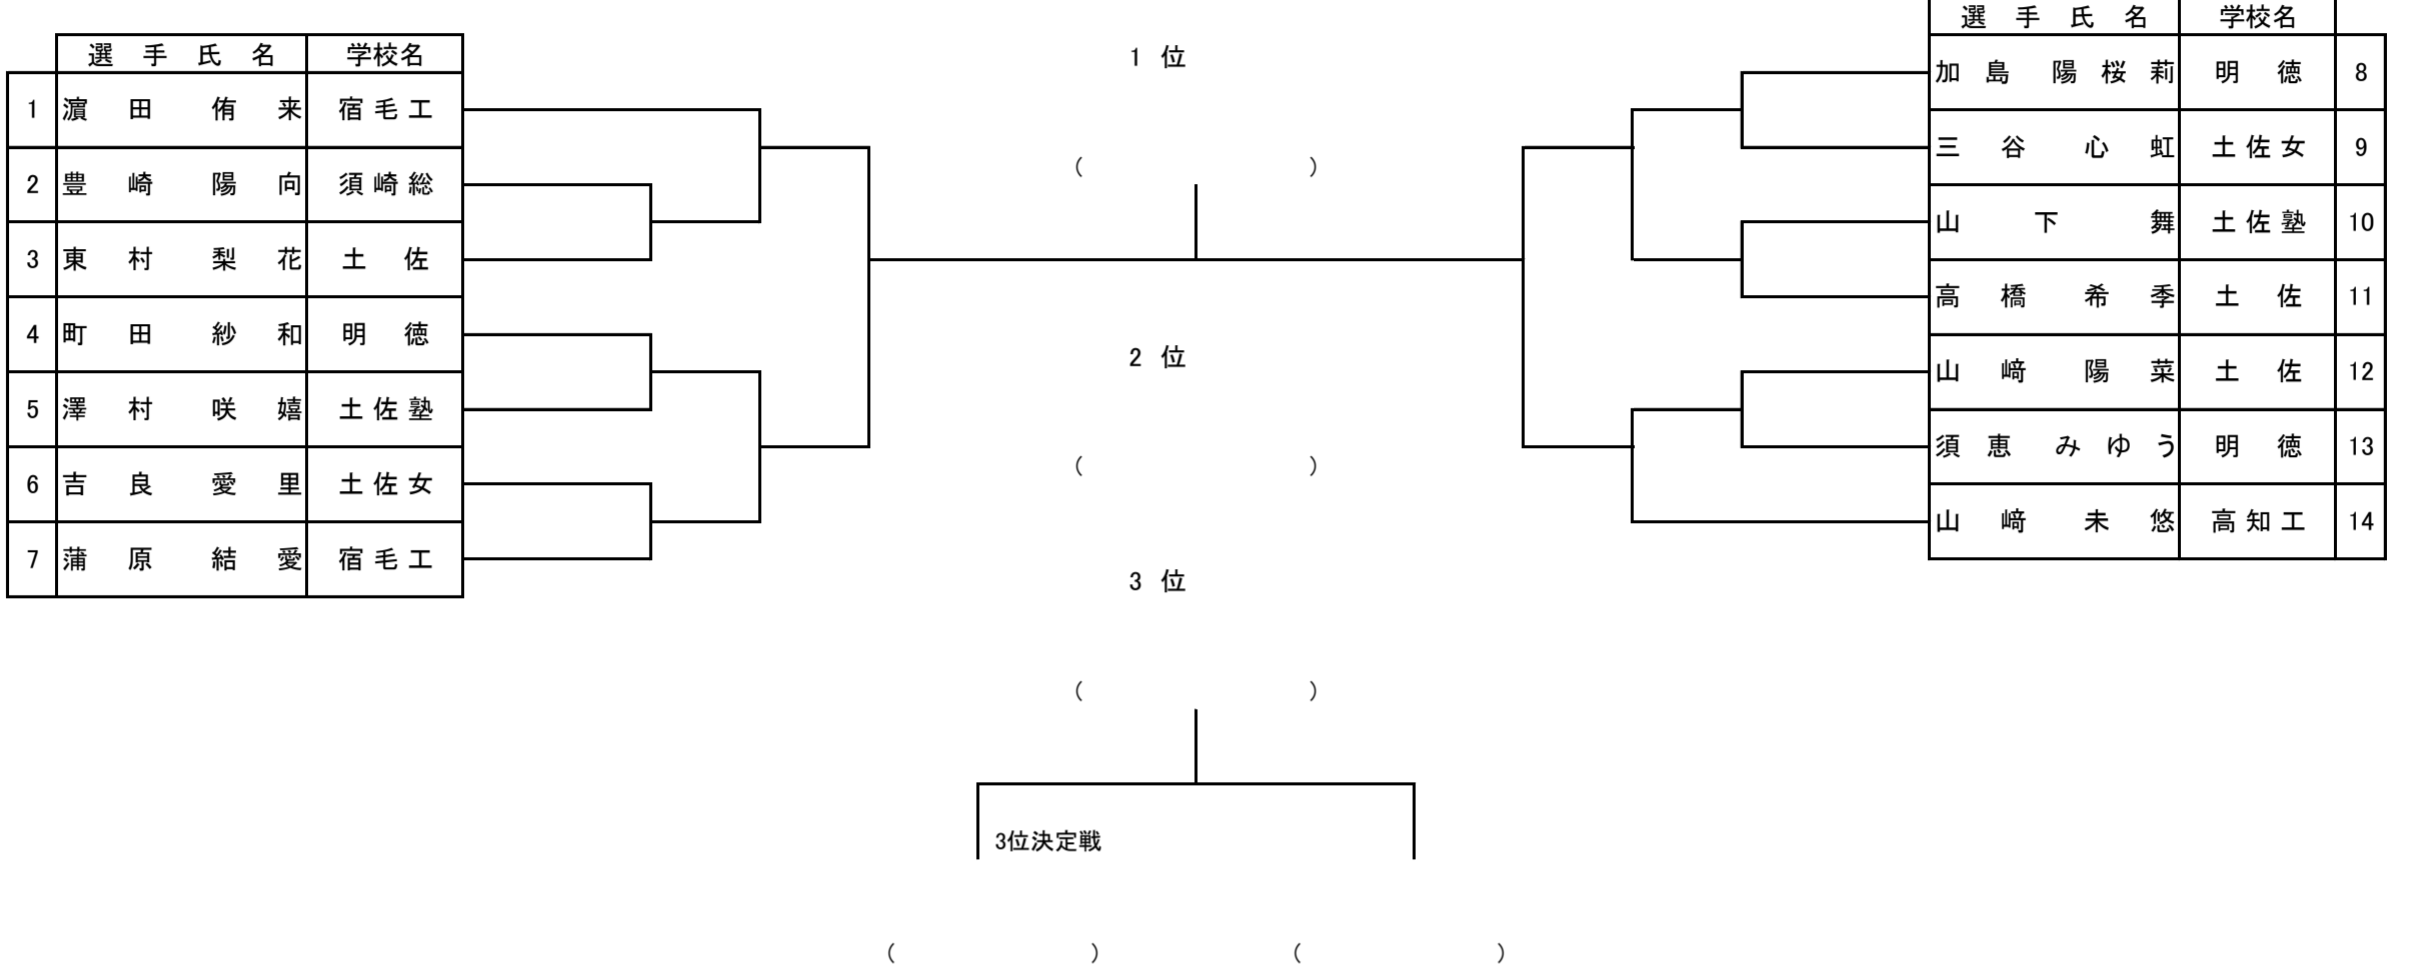 選 手 氏 名 学校名
1 濵 田 侑 来 宿 毛 工
2 豊 崎 陽 向 須 崎 総
3 東 村 梨 花 土 佐
4 町 田 紗 和 明 徳
5 澤 村 咲 嬉 土 佐 塾
6 吉 良 愛 里 土 佐 女
7 蒲 原 結 愛 宿 毛 工
1 位
( )
2 位
( )
3 位
( )
3位決定戦
( ) ( )
選 手 氏 名 学校名
加 島 陽 桜 莉 明 徳 8
三 谷 心 虹 土 佐 女 9
山 下 舞 土 佐 塾 10
高 橋 希 季 土 佐 11
山 﨑 陽 菜 土 佐 12
須 恵 み ゆ う 明 徳 13
山 﨑 未 悠 高 知 工 14